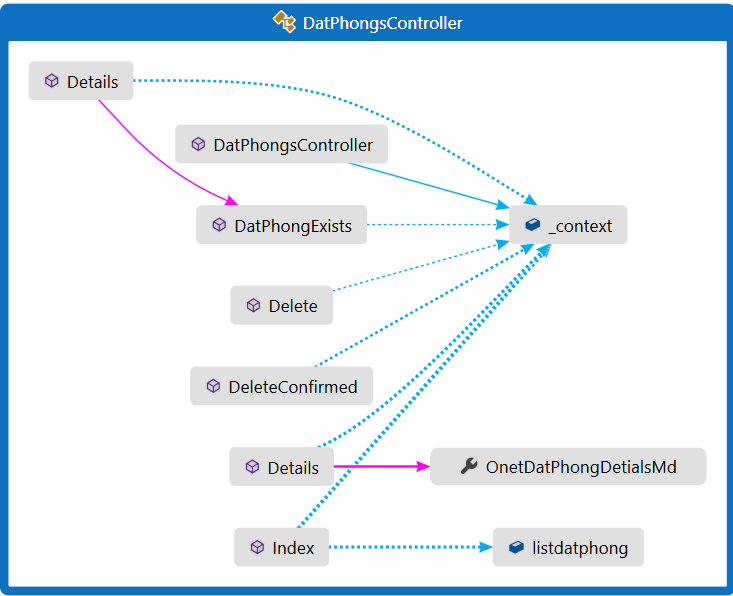 DatPhongsController
Details
DatPhongsController
DatPhongExists
_context
Delete
DeleteConfirmed
Details
OnetDatPhongDetialsMd
Index
listdatphong